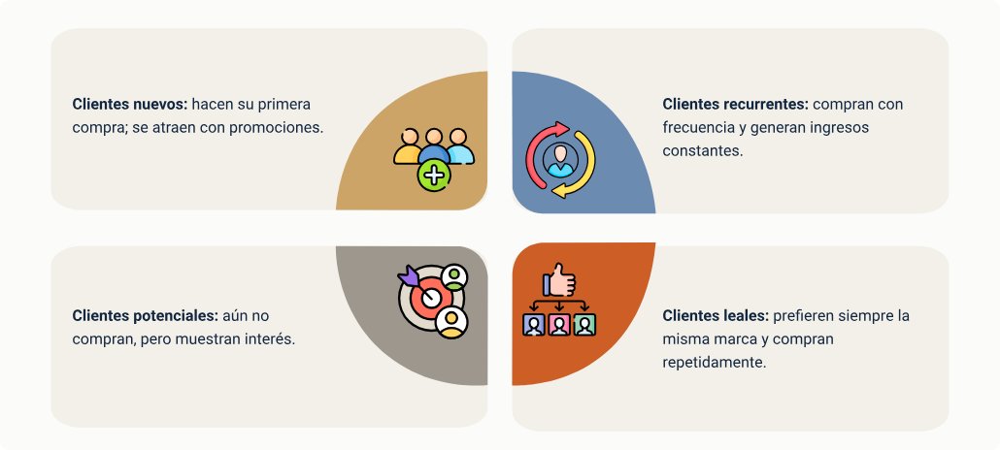 Clientes nuevos: hacen su primera
compra; se atraen con promociones.
Clientes recurrentes: compran con
frecuencia y generan ingresos
constantes.
Clientes potenciales: aún no
compran, pero muestran interés.
Clientes leales: prefieren siempre la
misma marca y compran
repetidamente.